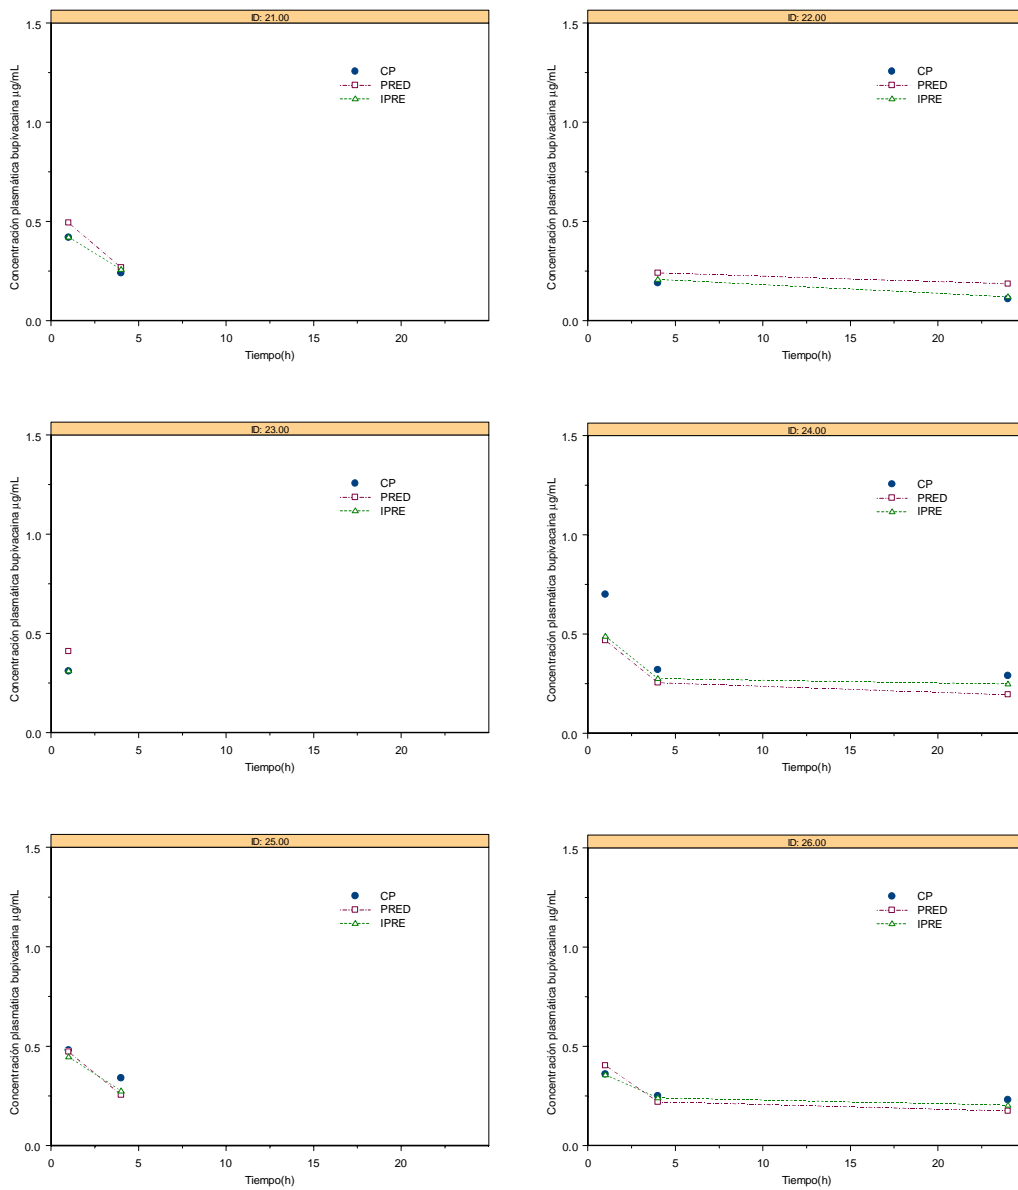 ID: 21.00
1.5
1.0
0.5
0.0
Concentración plasmática bupivacaina µg/mL
CP
PRED
IPRE
0 5 10 15 20
Tiempo(h)
ID: 22.00
1.5
1.0
0.5
0.0
Concentración plasmática bupivacaina µg/mL
CP
PRED
IPRE
0 5 10 15 20
Tiempo(h)
ID: 23.00
1.5
1.0
0.5
0.0
Concentración plasmática bupivacaina µg/mL
CP
PRED
IPRE
0 5 10 15 20
Tiempo(h)
ID: 24.00
1.5
1.0
0.5
0.0
Concentración plasmática bupivacaina µg/mL
CP
PRED
IPRE
0 5 10 15 20
Tiempo(h)
ID: 25.00
1.5
1.0
0.5
0.0
Concentración plasmática bupivacaina µg/mL
CP
PRED
IPRE
0 5 10 15 20
Tiempo(h)
ID: 26.00
1.5
1.0
0.5
0.0
Concentración plasmática bupivacaina µg/mL
CP
PRED
IPRE
0 5 10 15 20
Tiempo(h)